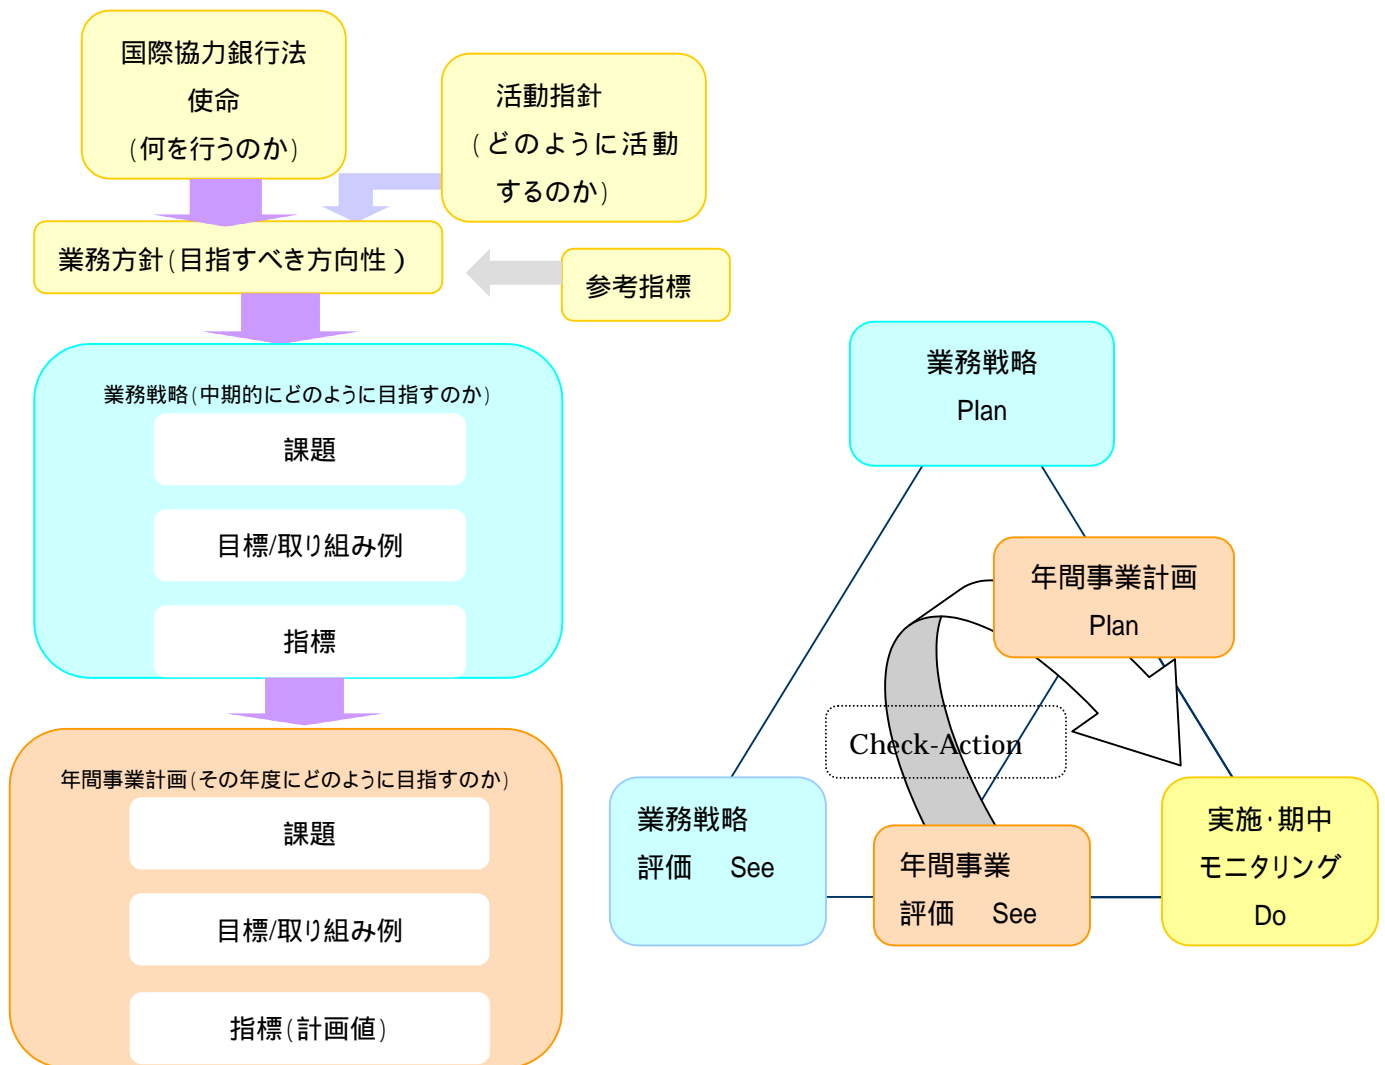 国際協力銀行法
使命
(何を行うのか)
活動指針
(どのように活動
するのか)
業務方針(目指すべき方向性)
参考指標
業務戦略(中期的にどのように目指すのか)
課題
目標/取り組み例
指標
年間事業計画(その年度にどのように目指すのか)
課題
目標/取り組み例
指標(計画値)
業務戦略
Plan
年間事業計画
Plan
Check-Action
業務戦略
評価 See
年間事業
評価 See
実施・期中
モニタリング
Do